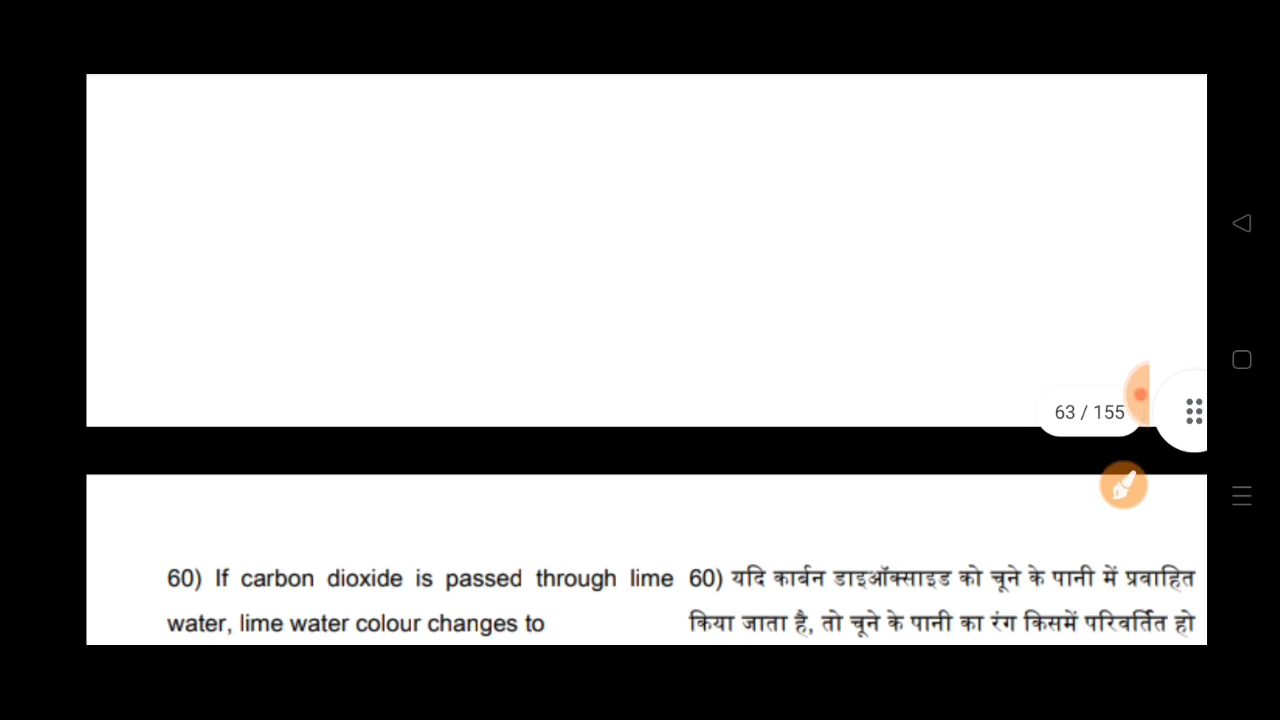 63 / 155
60) If carbon dioxide is passed through lime
water, lime water colour changes to
60) यदि कार्बन डाइऑक्साइड को चूने के पानी में प्रवाहित
किया जाता है, तो चूने के पानी का रंग किसमें परिवर्तित हो